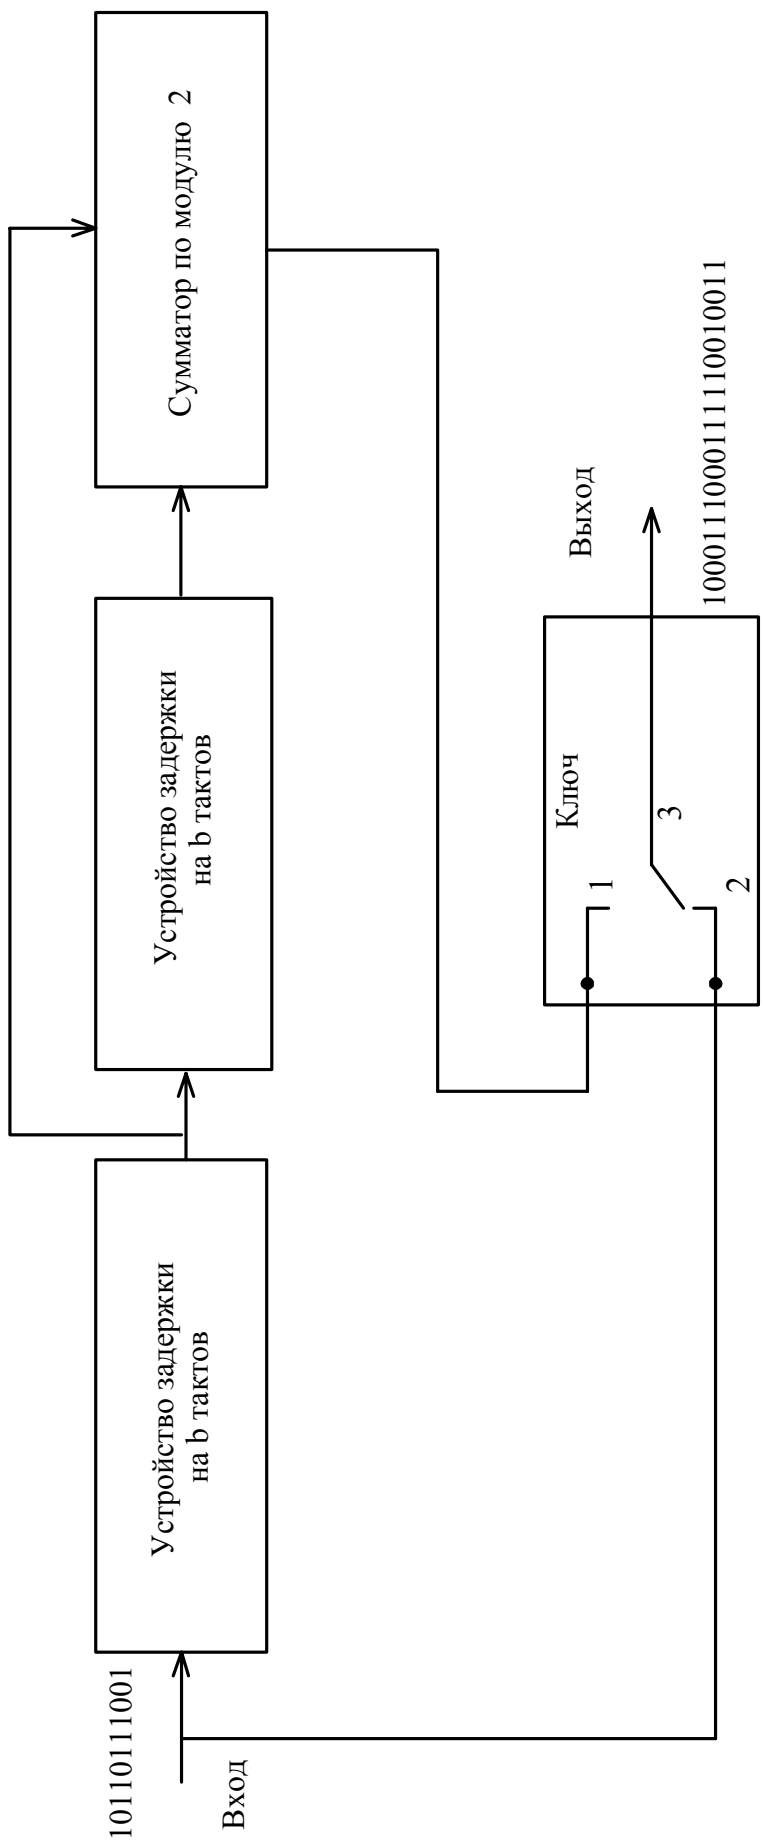 10110111001
Вход
Устройство задержки
на b тактов
Устройство задержки
на b тактов
Сумматор по модулю 2
Ключ
1
2
3
Выход
1000111000111110010011